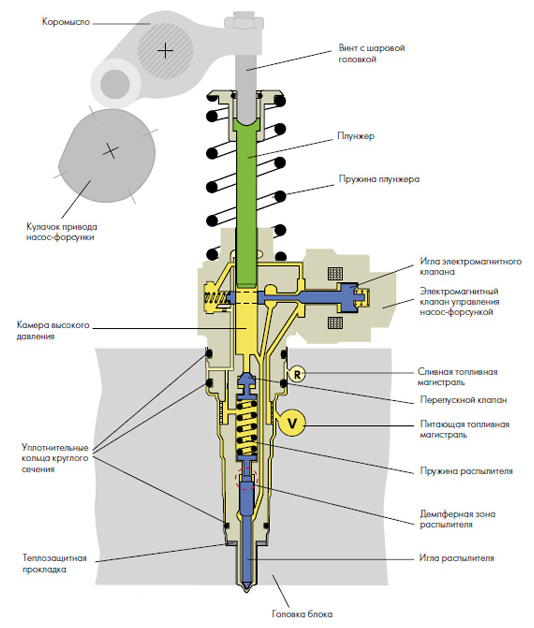 Коромысло
Винт с шаровой
головкой
Плунжер
Пружина плунжера
Кулачок привода
насос-форсунки
Игла электромагнитного
клапана
Электромагнитный
клапан управления
насос-форсункой
Камера высокого
давления
R
Сливная топливная
магистраль
Перепускной клапан
V
Питающая топливная
магистраль
Уплотнительные
кольца круглого
сечения
Пружина распылителя
Демпферная зона
распылителя
Теплозащитная
прокладка
Игла распылителя
Головка блока